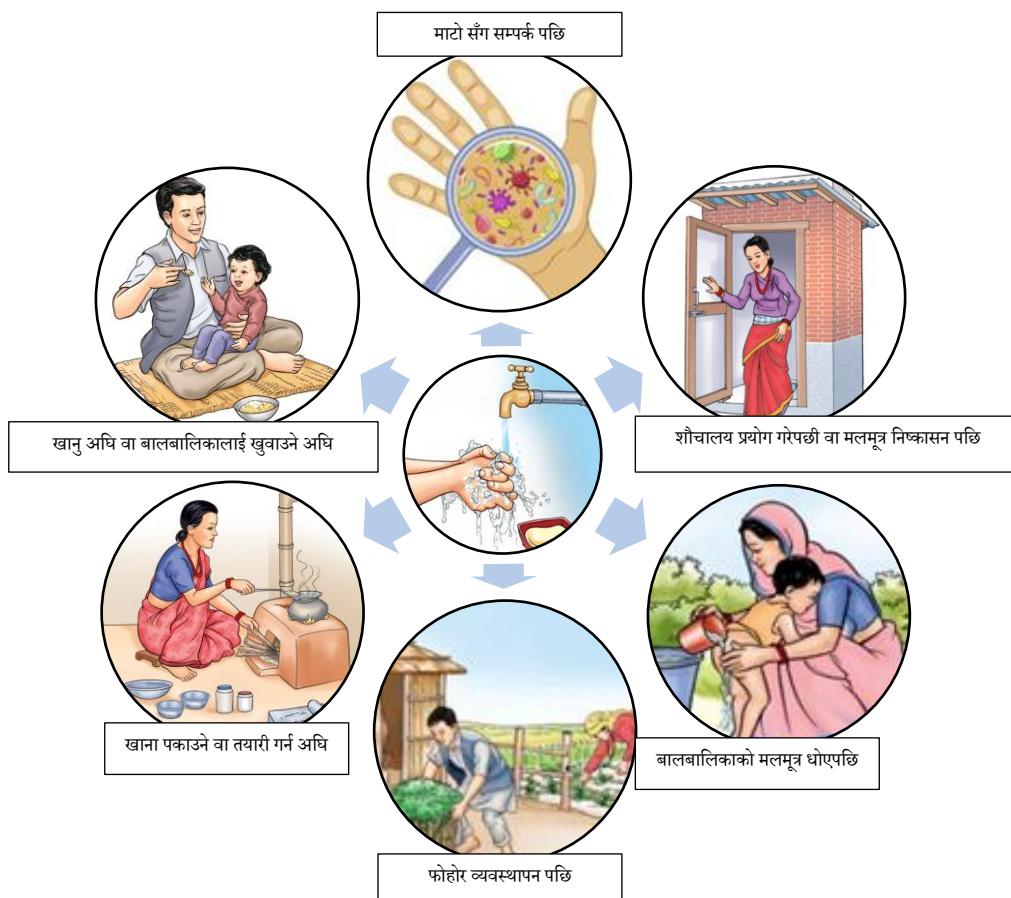 माटो सँग सम्पर्क पछि
खानु अघि वा बालबालिकालाई खुवाउने अघि
शौचालय प्रयोग गरेपछी वा मलमूत्र निष्कासन पछि
खाना पकाउने वा तयारी गर्न अघि
बालबालिकाको मलमूत्र धोएपछि
फोहोर व्यवस्थापन पछि